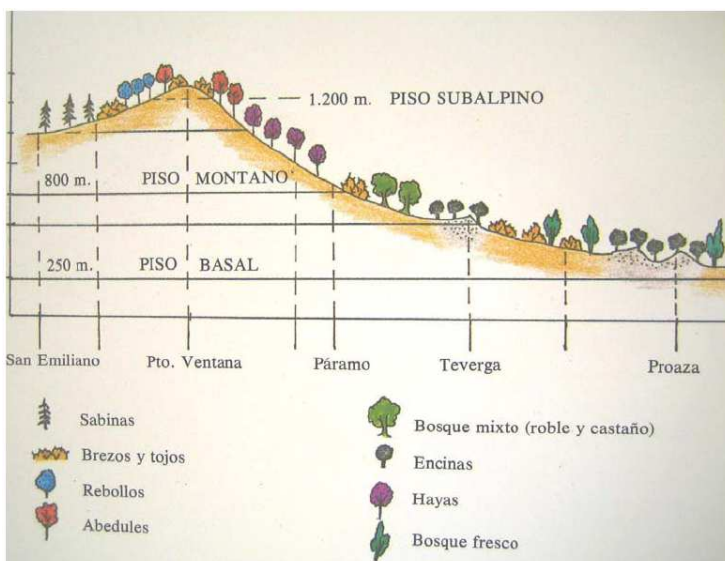 1.200 m. PISO SUBALPINO
800 m. PISO MONTANO
250 m. PISO BASAL
San Emiliano Pto. Ventana Páramo Teverga Proaza
Sabinas
Brezos y tojos
Rebollos
Abedules
Bosque mixto (roble y castaño)
Encinas
Hayas
Bosque fresco